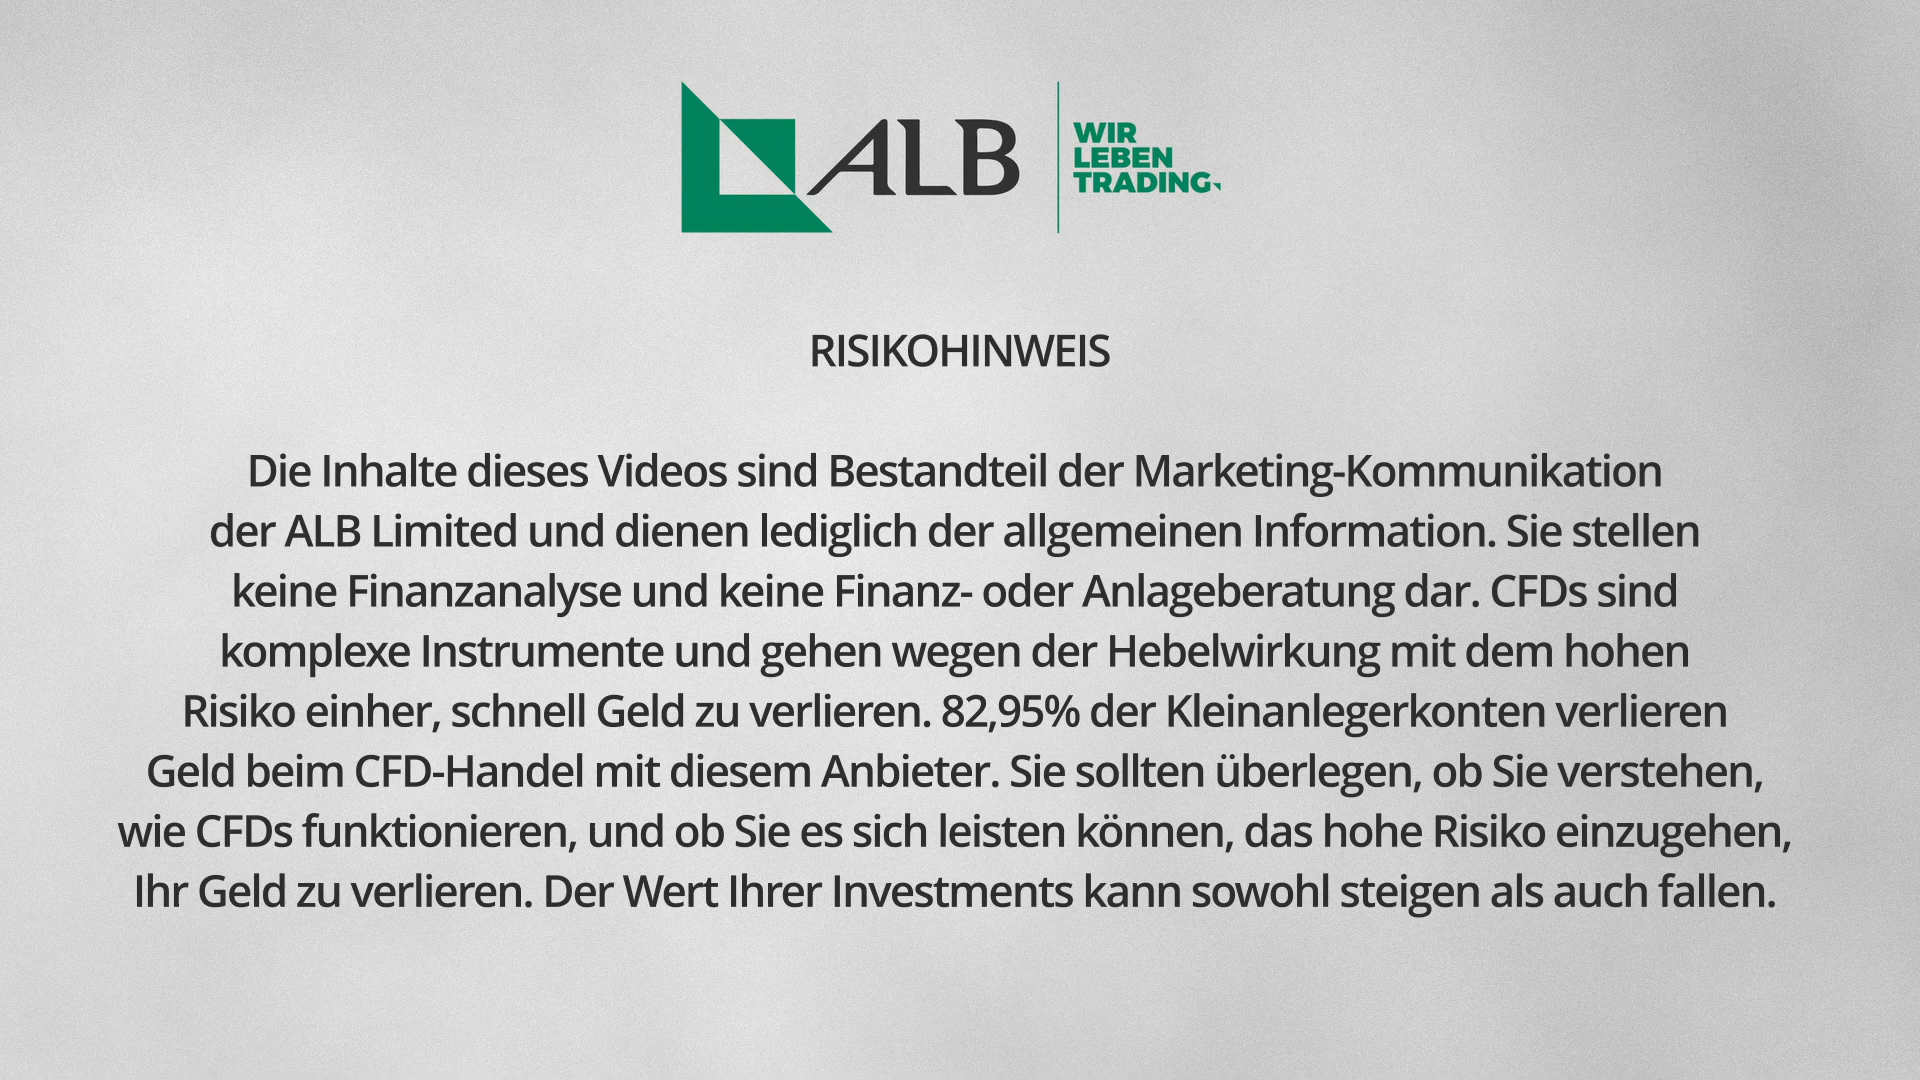 ALB
WIR
LEBEN
TRADING
RISIKOHINWEIS
Die Inhalte dieses Videos sind Bestandteil der Marketing-Kommunikation
der ALB Limited und dienen lediglich der allgemeinen Information. Sie stellen
keine Finanzanalyse und keine Finanz- oder Anlageberatung dar. CFDs sind
komplexe Instrumente und gehen wegen der Hebelwirkung mit dem hohen
Risiko einher, schnell Geld zu verlieren. 82,95% der Kleinanlegerkonten verlieren
Geld beim CFD-Handel mit diesem Anbieter. Sie sollten überlegen, ob Sie verstehen,
wie CFDs funktionieren, und ob Sie es sich leisten können, das hohe Risiko einzugehen,
Ihr Geld zu verlieren. Der Wert Ihrer Investments kann sowohl steigen als auch fallen.